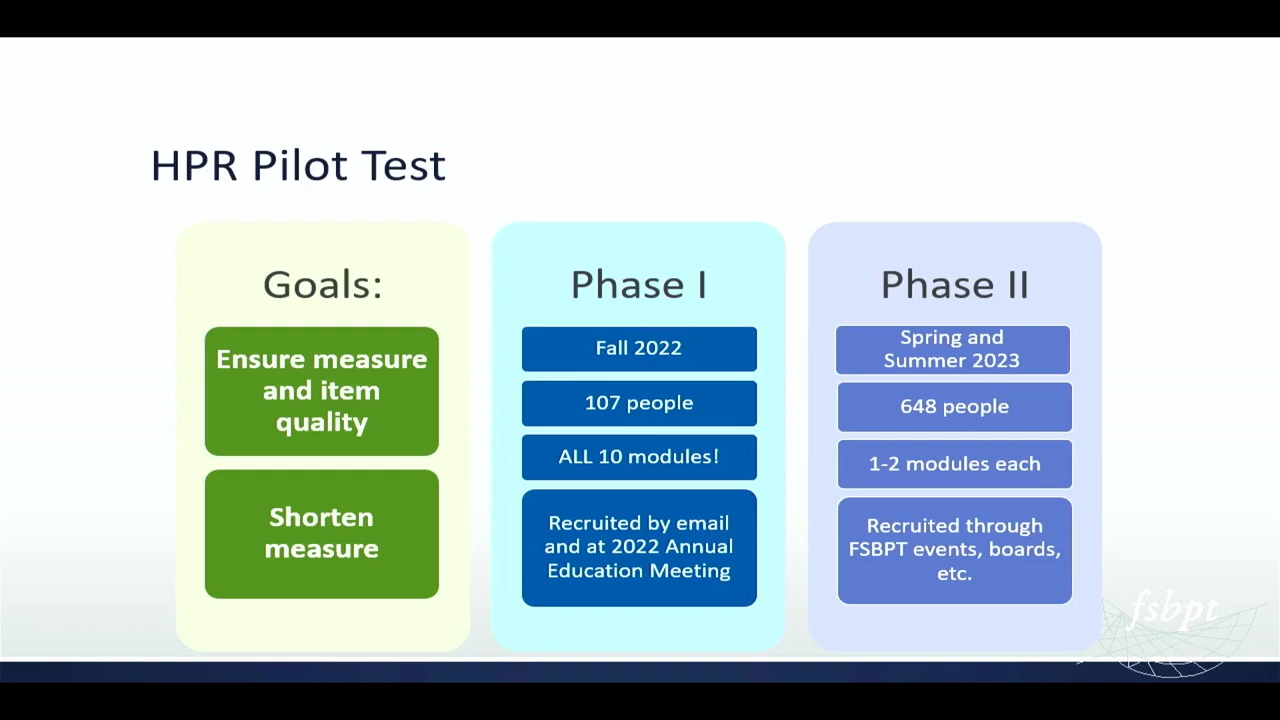 HPR Pilot Test
Goals:
Ensure measure
and item
quality
Shorten
measure
Phase I
Fall 2022
107 people
ALL 10 modules!
Recruited by email
and at 2022 Annual
Education Meeting
Phase II
Spring and
Summer 2023
648 people
1-2 modules each
Recruited through
FSBPT events, boards,
etc.
fsbpt